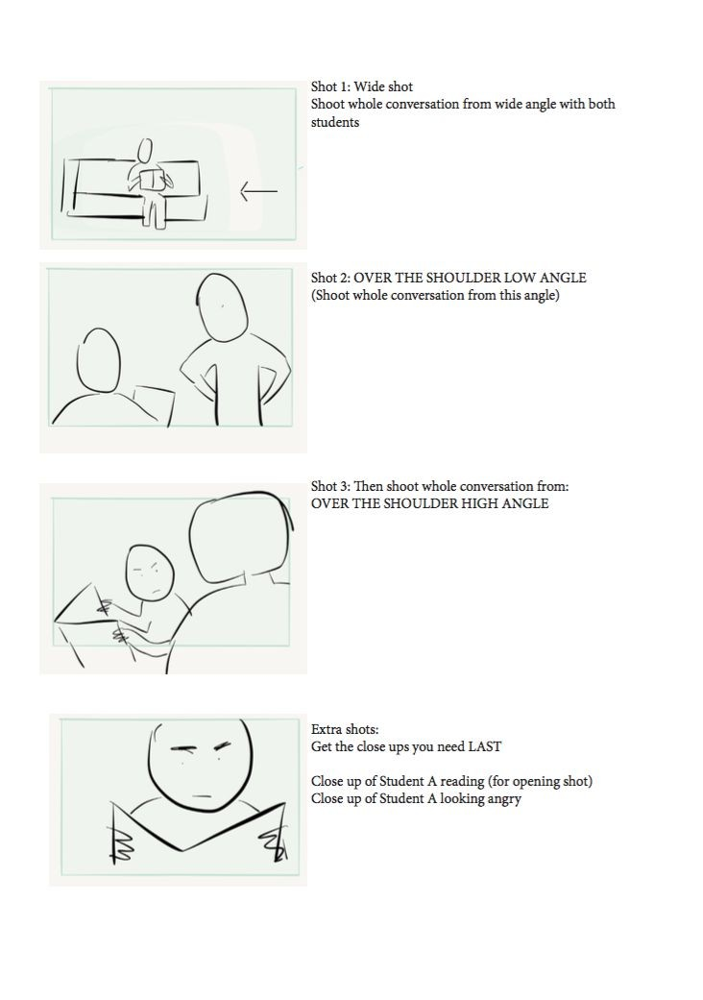 Shot 1: Wide shot
Shoot whole conversation from wide angle with both
students
Shot 2: OVER THE SHOULDER LOW ANGLE
(Shoot whole conversation from this angle)
Shot 3: Then shoot whole conversation from:
OVER THE SHOULDER HIGH ANGLE
Extra shots:
Get the close ups you need LAST
Close up of Student A reading (for opening shot)
Close up of Student A looking angry